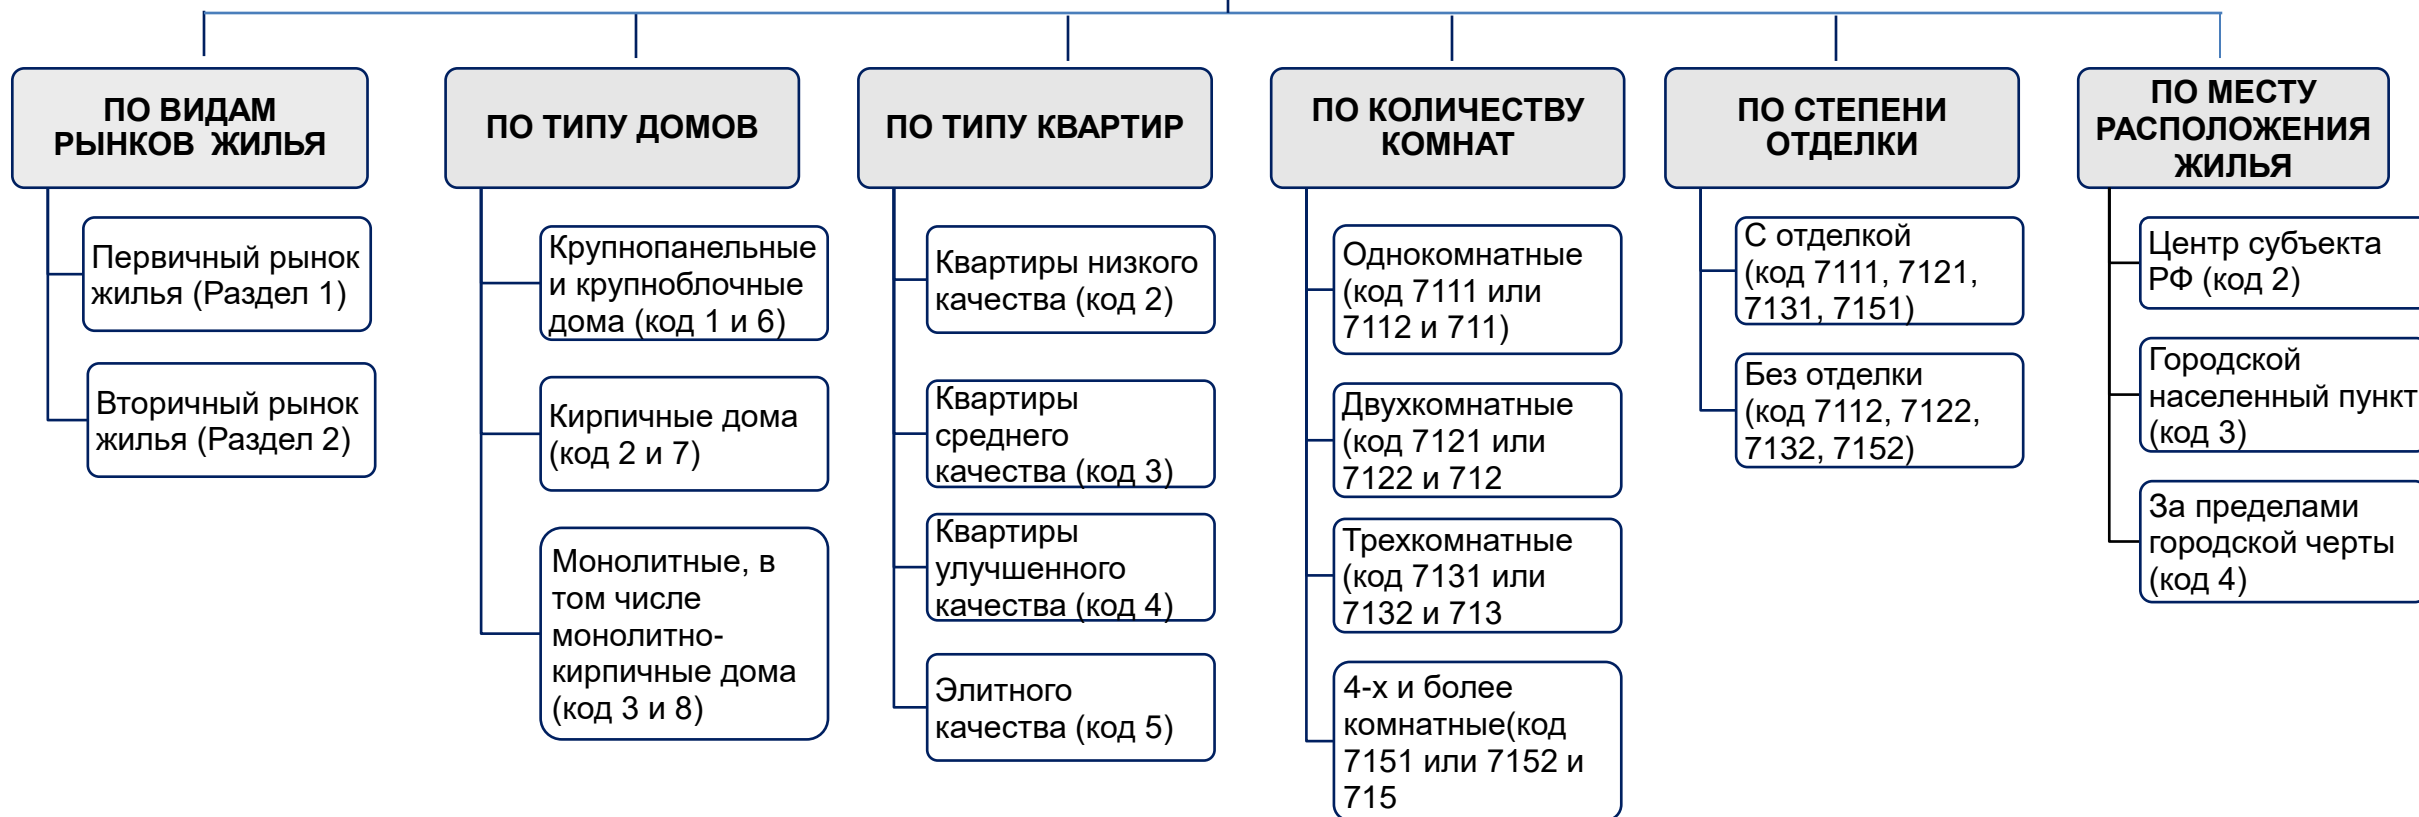 ПО ВИДАМ
РЫНКОВ ЖИЛЬЯ
Первичный рынок
жилья (Раздел 1)
Вторичный рынок
жилья (Раздел 2)
ПО ТИПУ ДОМОВ
Крупнопанельные
и крупноблочные
дома (код 1 и 6)
Кирпичные дома
(код 2 и 7)
Монолитные, в
том числе
монолитно-
кирпичные дома
(код 3 и 8)
ПО ТИПУ КВАРТИР
Квартиры низкого
качества (код 2)
Квартиры
среднего
качества (код 3)
Квартиры
улучшенного
качества (код 4)
Элитного
качества (код 5)
ПО КОЛИЧЕСТВУ
КОМНАТ
Однокомнатные
(код 7111 или
7112 и 711)
Двухкомнатные
(код 7121 или
7122 и 712
Трехкомнатные
(код 7131 или
7132 и 713
4-х и более
комнатные(код
7151 или 7152 и
715
ПО СТЕПЕНИ
ОТДЕЛКИ
С отделкой
(код 7111, 7121,
7131, 7151)
Без отделки
(код 7112, 7122,
7132, 7152)
ПО МЕСТУ
РАСПОЛОЖЕНИЯ
ЖИЛЬЯ
Центр субъекта
РФ (код 2)
Городской
населенный пункт
(код 3)
За пределами
городской черты
(код 4)